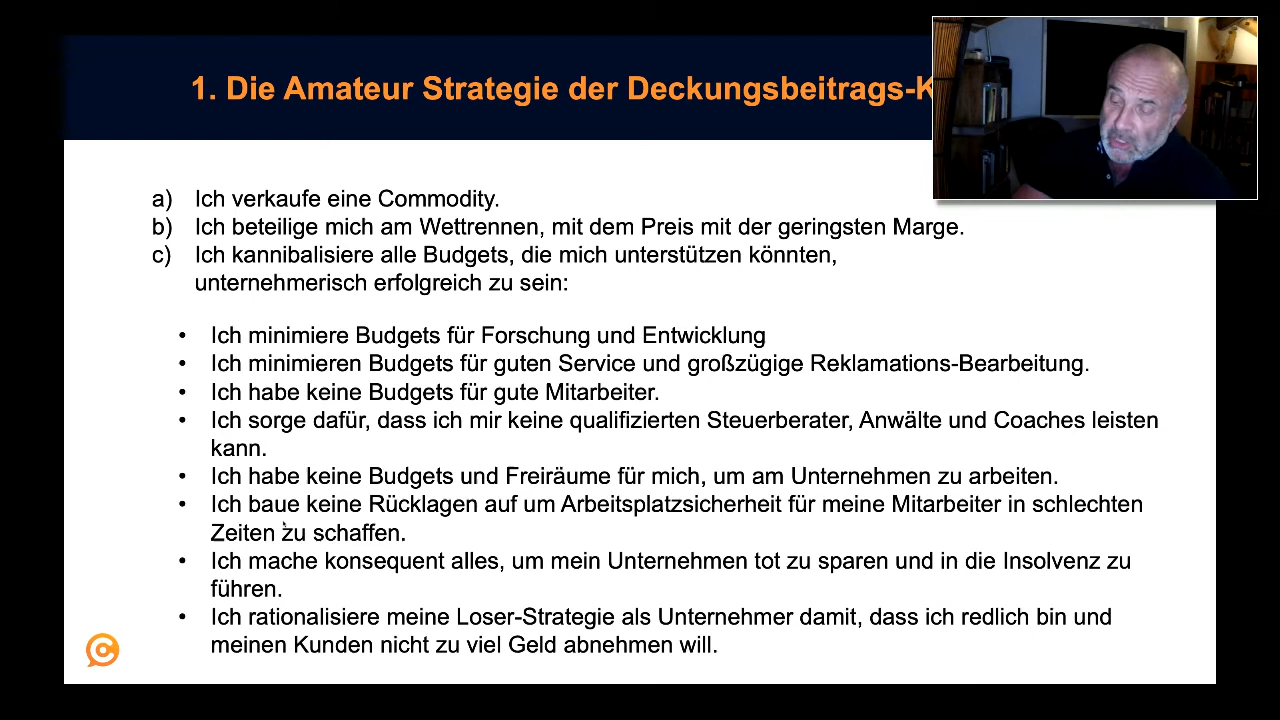 1. Die Amateur Strategie der Deckungsbeitrags-K
a) Ich verkaufe eine Commodity.
b) Ich beteilige mich am Wettrennen, mit dem Preis mit der geringsten Marge.
c) Ich kannibalisiere alle Budgets, die mich unterstützen könnten,
unternehmerisch erfolgreich zu sein:
• Ich minimiere Budgets für Forschung und Entwicklung
• Ich minimieren Budgets für guten Service und großzügige Reklamations-Bearbeitung.
• Ich habe keine Budgets für gute Mitarbeiter.
• Ich sorge dafür, dass ich mir keine qualifizierten Steuerberater, Anwälte und Coaches leisten
kann.
• Ich habe keine Budgets und Freiräume für mich, um am Unternehmen zu arbeiten.
• Ich baue keine Rücklagen auf um Arbeitsplatzsicherheit für meine Mitarbeiter in schlechten
Zeiten zu schaffen.
• Ich mache konsequent alles, um mein Unternehmen tot zu sparen und in die Insolvenz zu
führen.
• Ich rationalisiere meine Loser-Strategie als Unternehmer damit, dass ich redlich bin und
meinen Kunden nicht zu viel Geld abnehmen will.